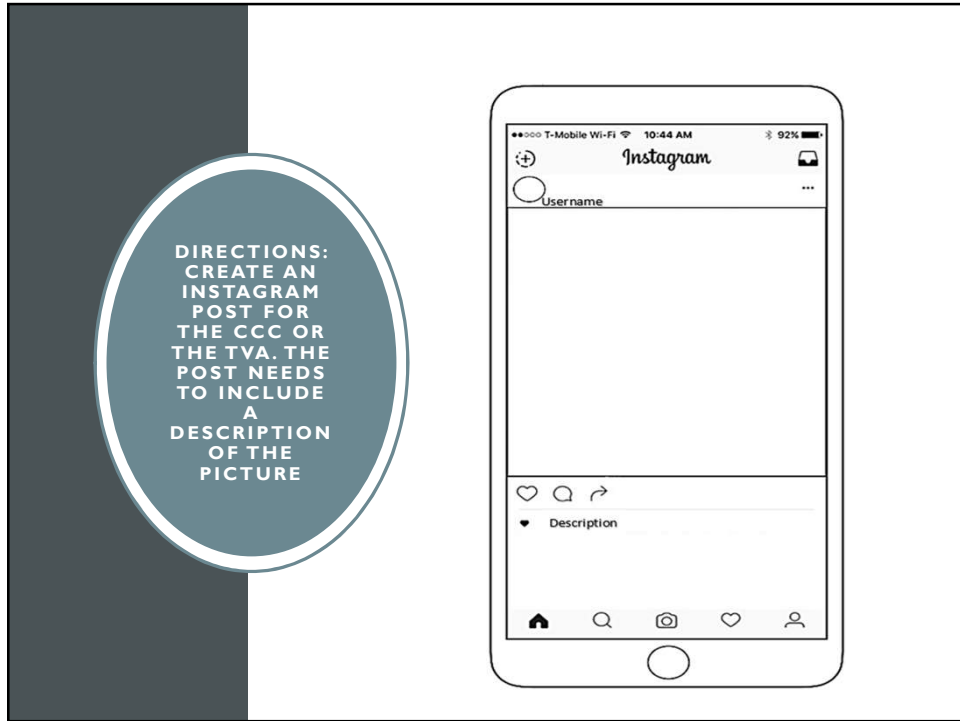 DIRECTIONS:
CREATE AN
INSTAGRAM
POST FOR
THE CCC OR
THE TVA. THE
POST NEEDS
TO INCLUDE
A
DESCRIPTION
OF THE
PICTURE
T-Mobile Wi-Fi 10:44 AM 92%
Instagram
Username
Description